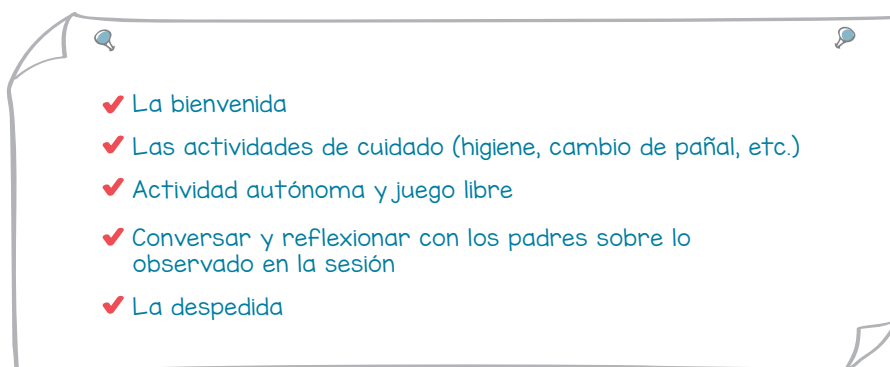 La bienvenida
Las actividades de cuidado (higiene, cambio de pañal, etc.)
Actividad autónoma y juego libre
Conversar y reflexionar con los padres sobre lo
observado en la sesión
La despedida